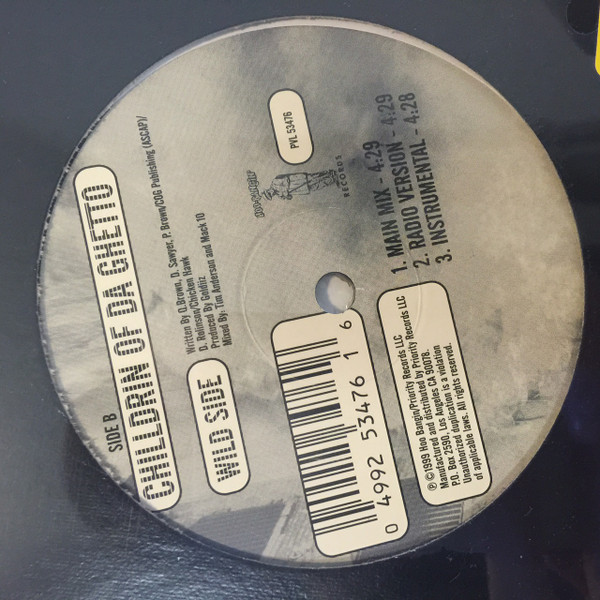 SIDE B
CHILLDRIN OF DA GHETTO
Written By Q.Brown, D. Sawyer, P. Brown/COG Publishing (ASCAP)/
D. Rolinson/Chicken Hawk
Produced By Goldiiz
Mixed By: Tim Anderson and Mack 10
WILD SIDE
PVL 53476
RECORDS
1. MAIN MIX - 4:29
2. RADIO VERSION - 4:29
3. INSTRUMENTAL - 4:28
0 4992 53476 1 6
℗©1999 Hoo Bangin/Priority Records LLC
Manufactured and distributed by Priority Records LLC
P.O. Box 2590, Los Angeles CA 90078.
Unauthorized duplication is a violation
of applicable laws. All rights reserved.